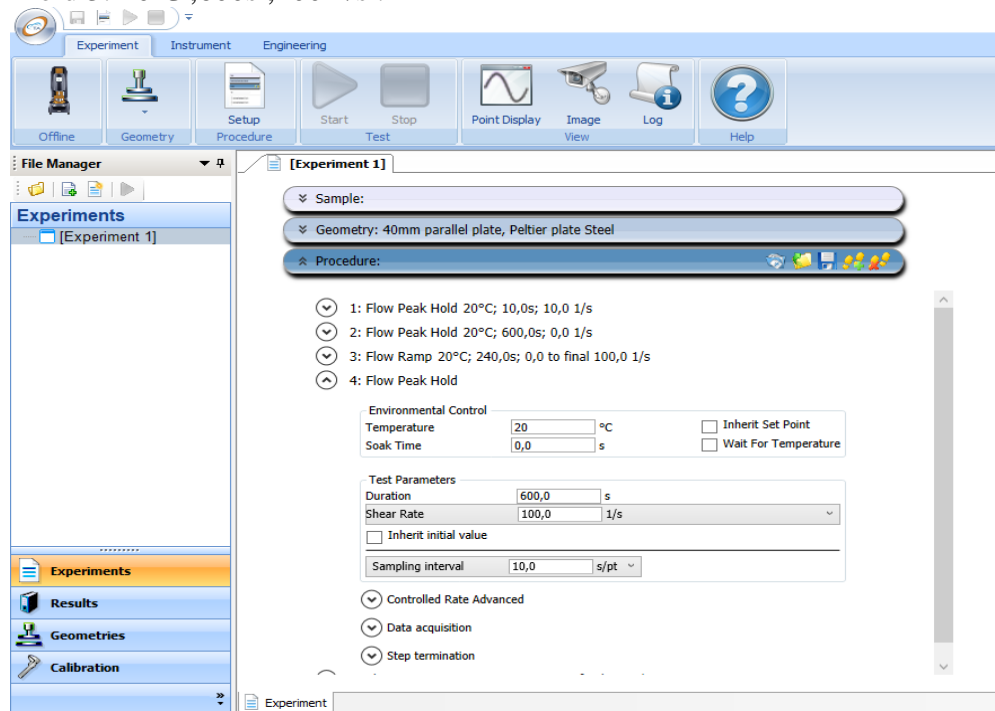 Experiment Instrument Engineering
Setup Start Stop Point Display Image Log
Offline Geometry Procedure Test View Help
File Manager
Experiments
[Experiment 1]
[Experiment 1]
Sample:
Geometry: 40mm parallel plate, Peltier plate Steel
Procedure:
1: Flow Peak Hold 20°C; 10,0s; 10,0 1/s
2: Flow Peak Hold 20°C; 600,0s; 0,0 1/s
3: Flow Ramp 20°C; 240,0s; 0,0 to final 100,0 1/s
4: Flow Peak Hold
Environmental Control
Temperature 20 °C Inherit Set Point
Soak Time 0,0 s Wait For Temperature
Test Parameters
Duration 600,0 s
Shear Rate 100,0 1/s
Inherit initial value
Sampling interval 10,0 s/pt
Controlled Rate Advanced
Data acquisition
Step termination
Experiments
Results
Geometries
Calibration
Experiment